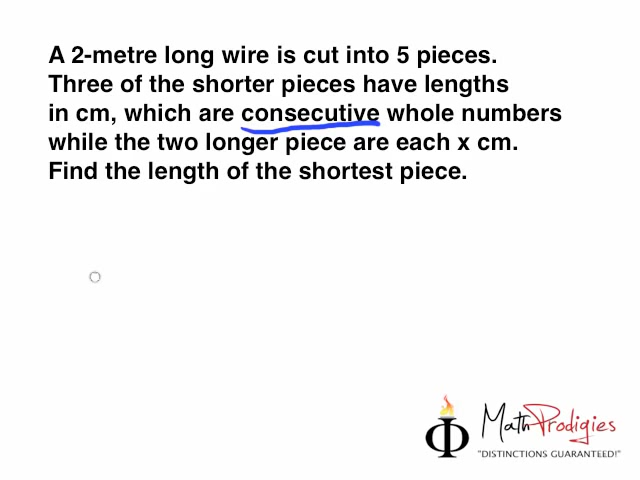 A 2-metre long wire is cut into 5 pieces.
Three of the shorter pieces have lengths
in cm, which are consecutive whole numbers
while the two longer piece are each x cm.
Find the length of the shortest piece.
Φ
Math Prodigies
"DISTINCTIONS GUARANTEED!"